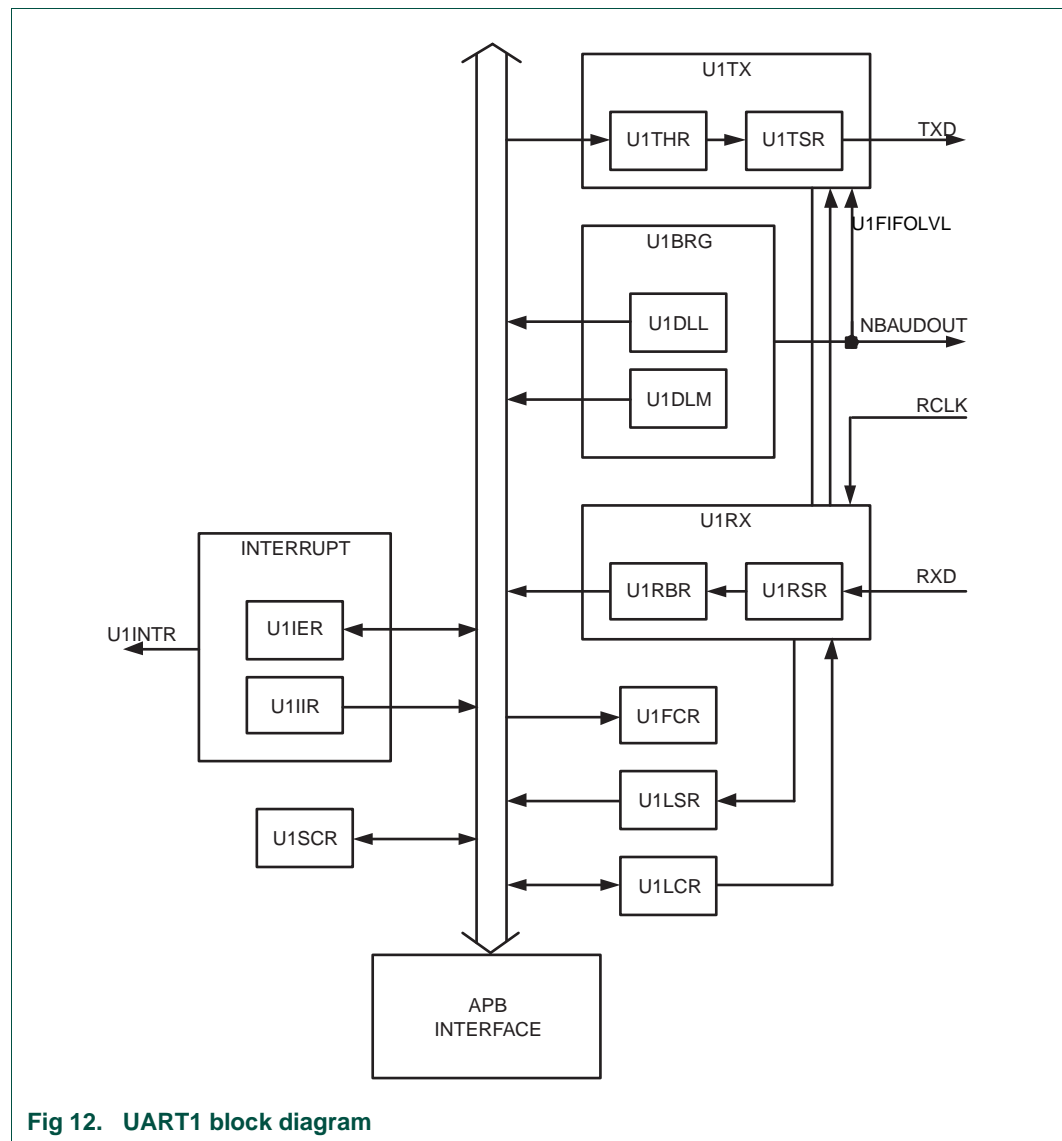 U1TX
U1THR
U1TSR
TXD
U1FIFOLVL
U1BRG
U1DLL
NBAUDOUT
U1DLM
RCLK
U1RX
INTERRUPT
U1RBR
U1RSR
RXD
U1INTR
U1IER
U1IIR
U1FCR
U1LSR
U1SCR
U1LCR
APB
INTERFACE
Fig 12. UART1 block diagram